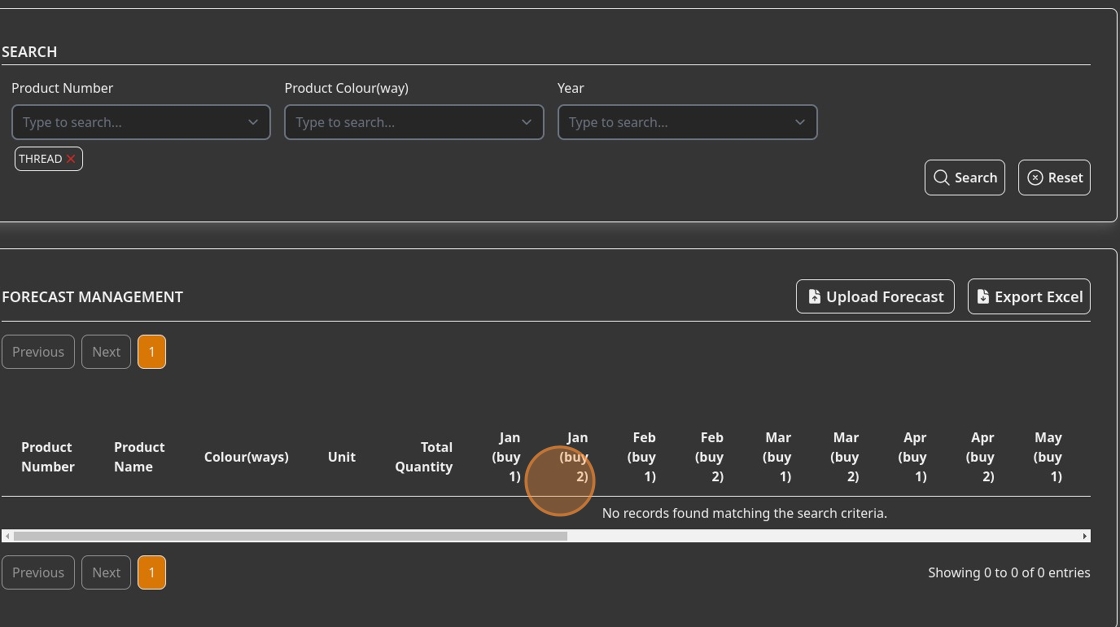 SEARCH
Product Number
Product Colour(way)
Year
Type to search...
Type to search...
Type to search...
THREAD
Search
Reset
FORECAST MANAGEMENT
Upload Forecast
Export Excel
Previous
Next
1
Product
Number
Product
Name
Colour(ways)
Unit
Total
Quantity
Jan
(buy
1)
Jan
(buy
2)
Feb
(buy
1)
Feb
(buy
2)
Mar
(buy
1)
Mar
(buy
2)
Apr
(buy
1)
Apr
(buy
2)
May
(buy
1)
No records found matching the search criteria.
Previous
Next
1
Showing 0 to 0 of 0 entries